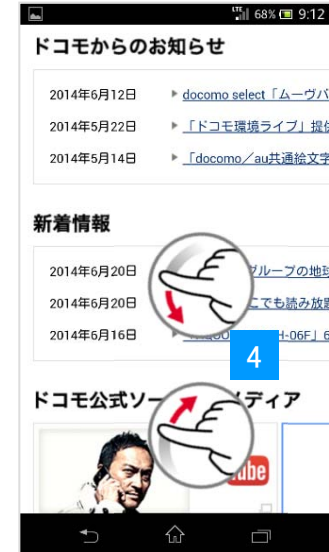 LTE 68% 9:12
ドコモからのお知らせ
2014年6月12日 docomo select「ムーヴバ
2014年5月22日 「ドコモ環境ライブ」提供
2014年5月14日 「docomo／au共通絵文字
新着情報
2014年6月20日 グループの地球
2014年6月20日 こでも読み放題
2014年6月16日 H-06F」6
4
ドコモ公式ソー メディア